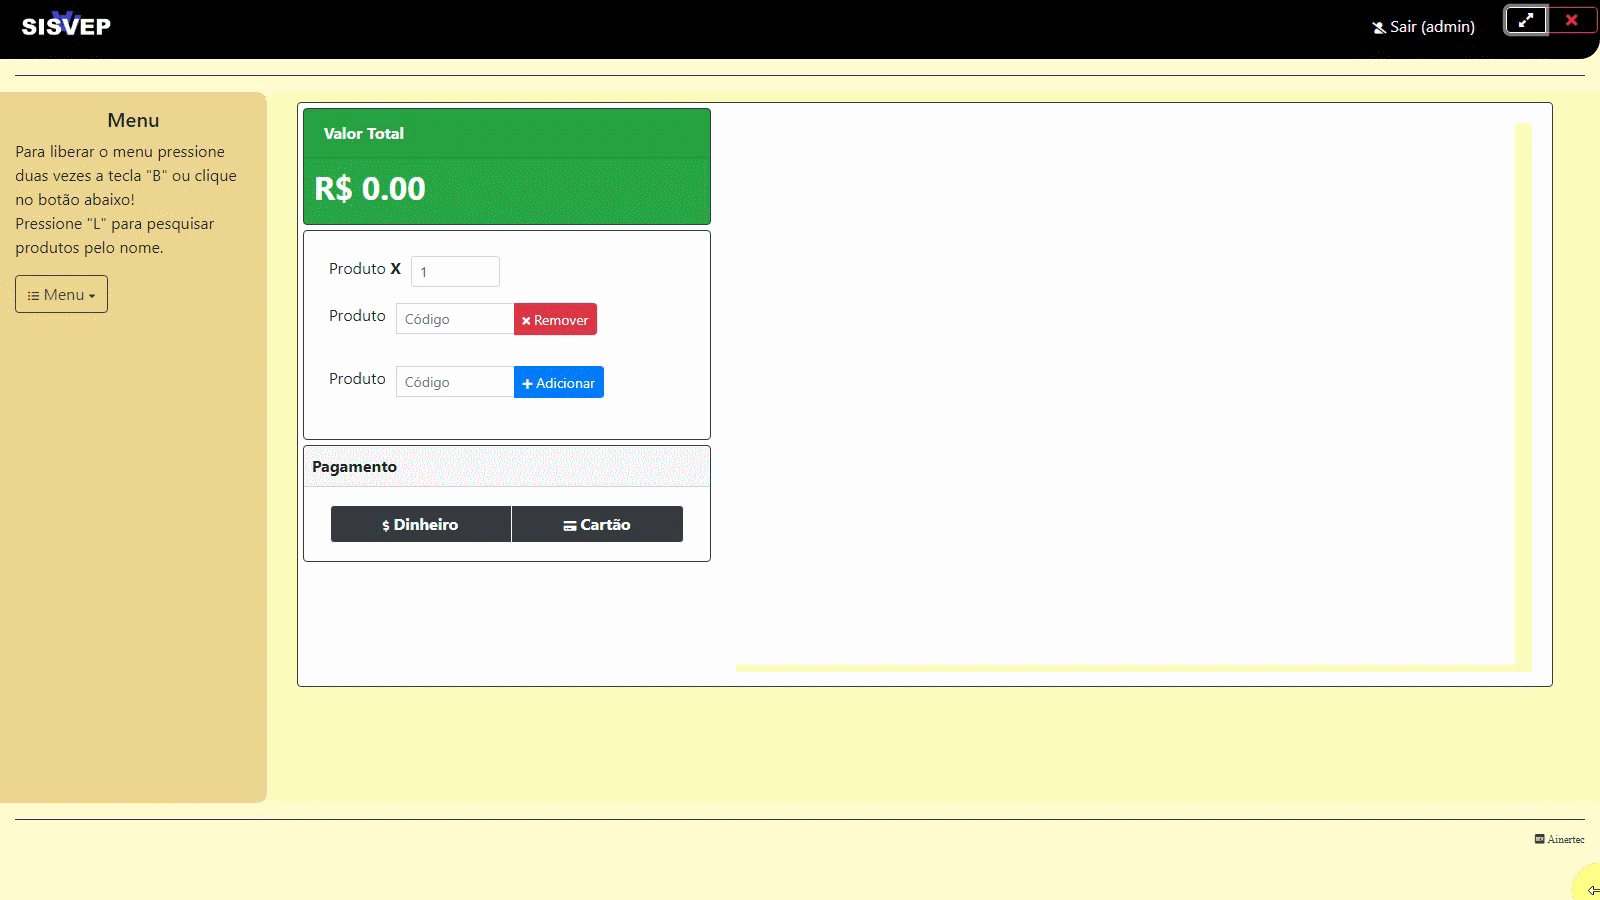 SISVEP
Sair (admin)
Menu
Para liberar o menu pressione
duas vezes a tecla "B" ou clique
no botão abaixo!
Pressione "L" para pesquisar
produtos pelo nome.
Menu
Valor Total
R$ 0.00
Produto X 1
Produto Código Remover
Produto Código Adicionar
Pagamento
$ Dinheiro Cartão
Ainertec